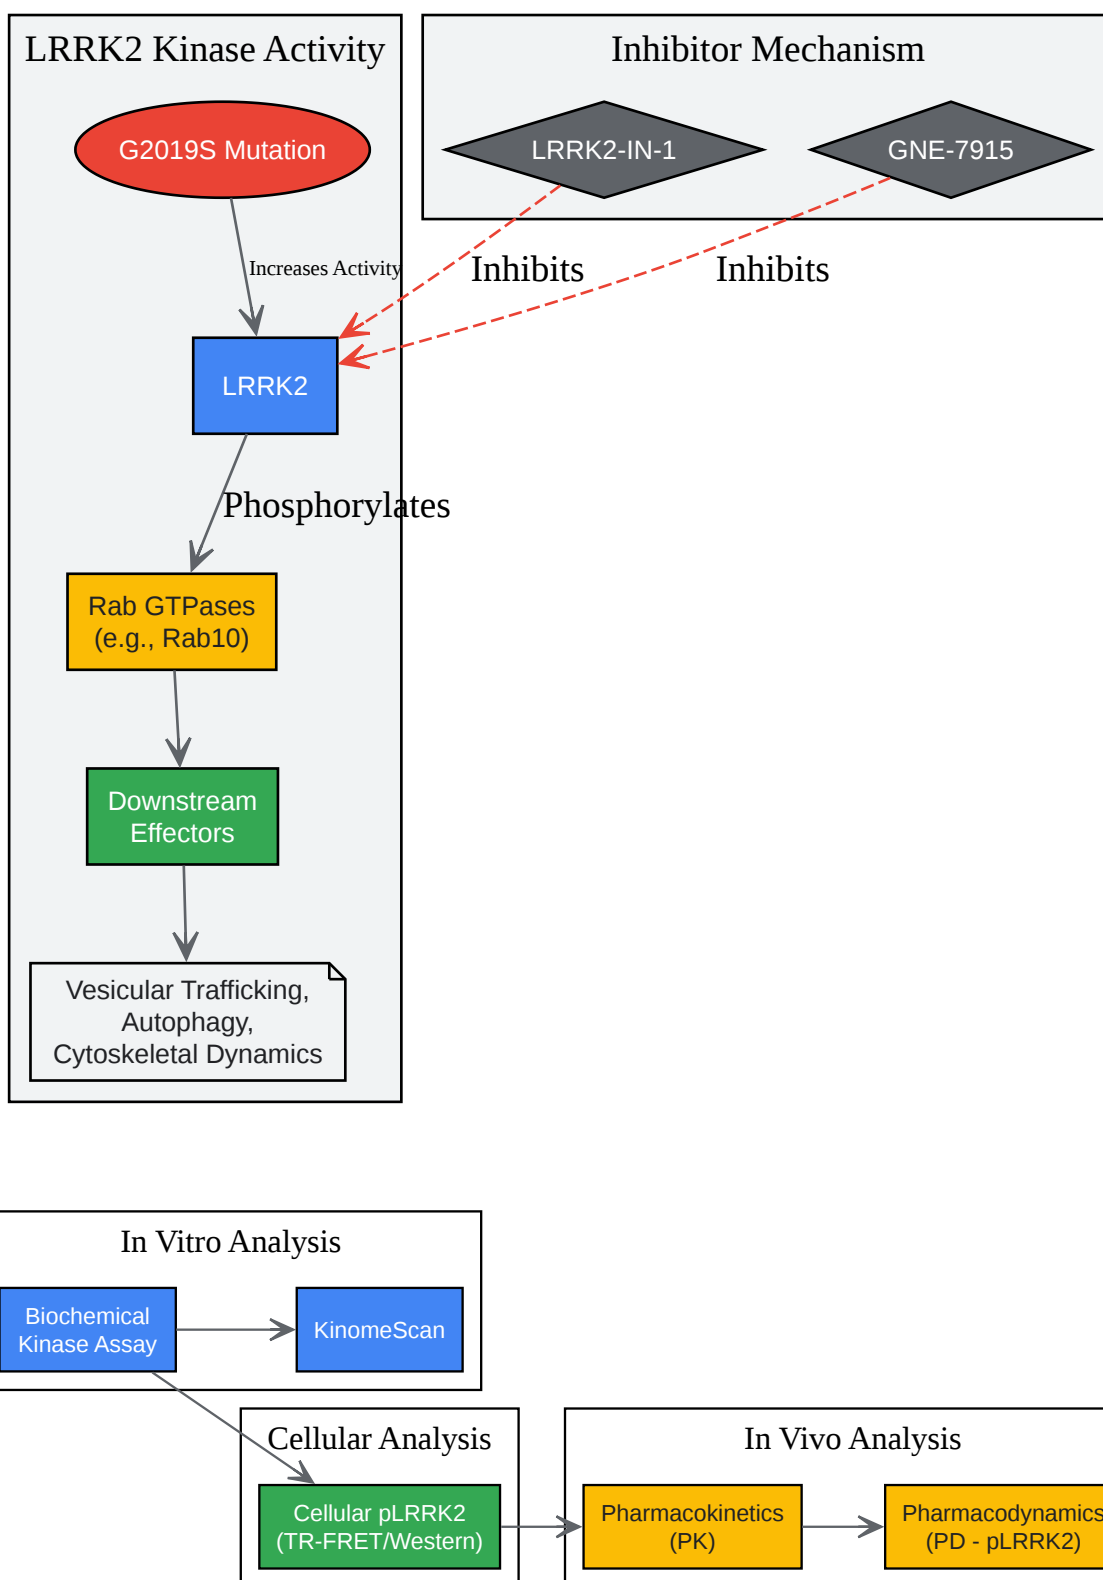 LRRK2 Kinase Activity
Inhibitor Mechanism
G2019S Mutation
LRRK2-IN-1
GNE-7915
Increases Activity
Inhibits
Inhibits
LRRK2
Phosphorylates
Rab GTPases
(e.g., Rab10)
Downstream
Effectors
Vesicular Trafficking,
Autophagy,
Cytoskeletal Dynamics
In Vitro Analysis
Biochemical
Kinase Assay
KinomeScan
Cellular Analysis
Cellular pLRRK2
(TR-FRET/Western)
In Vivo Analysis
Pharmacokinetics
(PK)
Pharmacodynamics
(PD - pLRRK2)